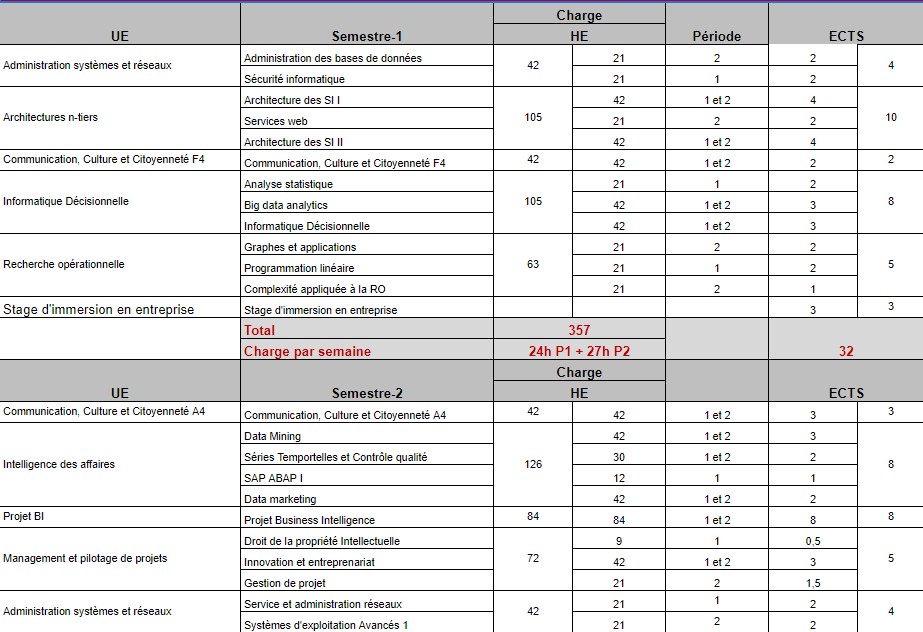 Charge
UE Semestre-1 HE Période ECTS
Administration systèmes et réseaux 42 4
Administration des bases de données 21 2 2
Sécurité informatique 21 1 2
Architectures n-tiers 105 10
Architecture des SI I 42 1 et 2 4
Services web 21 2 2
Architecture des SI II 42 1 et 2 4
Communication, Culture et Citoyenneté F4 42 2
Communication, Culture et Citoyenneté F4 42 1 et 2 2
Informatique Décisionnelle 105 8
Analyse statistique 21 1 2
Big data analytics 42 1 et 2 3
Informatique Décisionnelle 42 1 et 2 3
Recherche opérationnelle 63 5
Graphes et applications 21 2 2
Programmation linéaire 21 1 2
Complexité appliquée à la RO 21 2 1
Stage d'immersion en entreprise Stage d'immersion en entreprise 3 3
Total 357
Charge par semaine 24h P1 + 27h P2 32
Charge
UE Semestre-2 HE ECTS
Communication, Culture et Citoyenneté A4 42 3
Communication, Culture et Citoyenneté A4 42 1 et 2 3
Intelligence des affaires 126 8
Data Mining 42 1 et 2 3
Séries Temportelles et Contrôle qualité 30 1 et 2 2
SAP ABAP I 12 1 1
Data marketing 42 1 et 2 2
Projet BI 84 8
Projet Business Intelligence 84 1 et 2 8
Management et pilotage de projets 72 5
Droit de la propriété Intellectuelle 9 1 0,5
Innovation et entreprenariat 42 1 et 2 3
Gestion de projet 21 2 1,5
Administration systèmes et réseaux 42 4
Service et administration réseaux 21 1 2
Systèmes d'exploitation Avancés 1 21 2 2